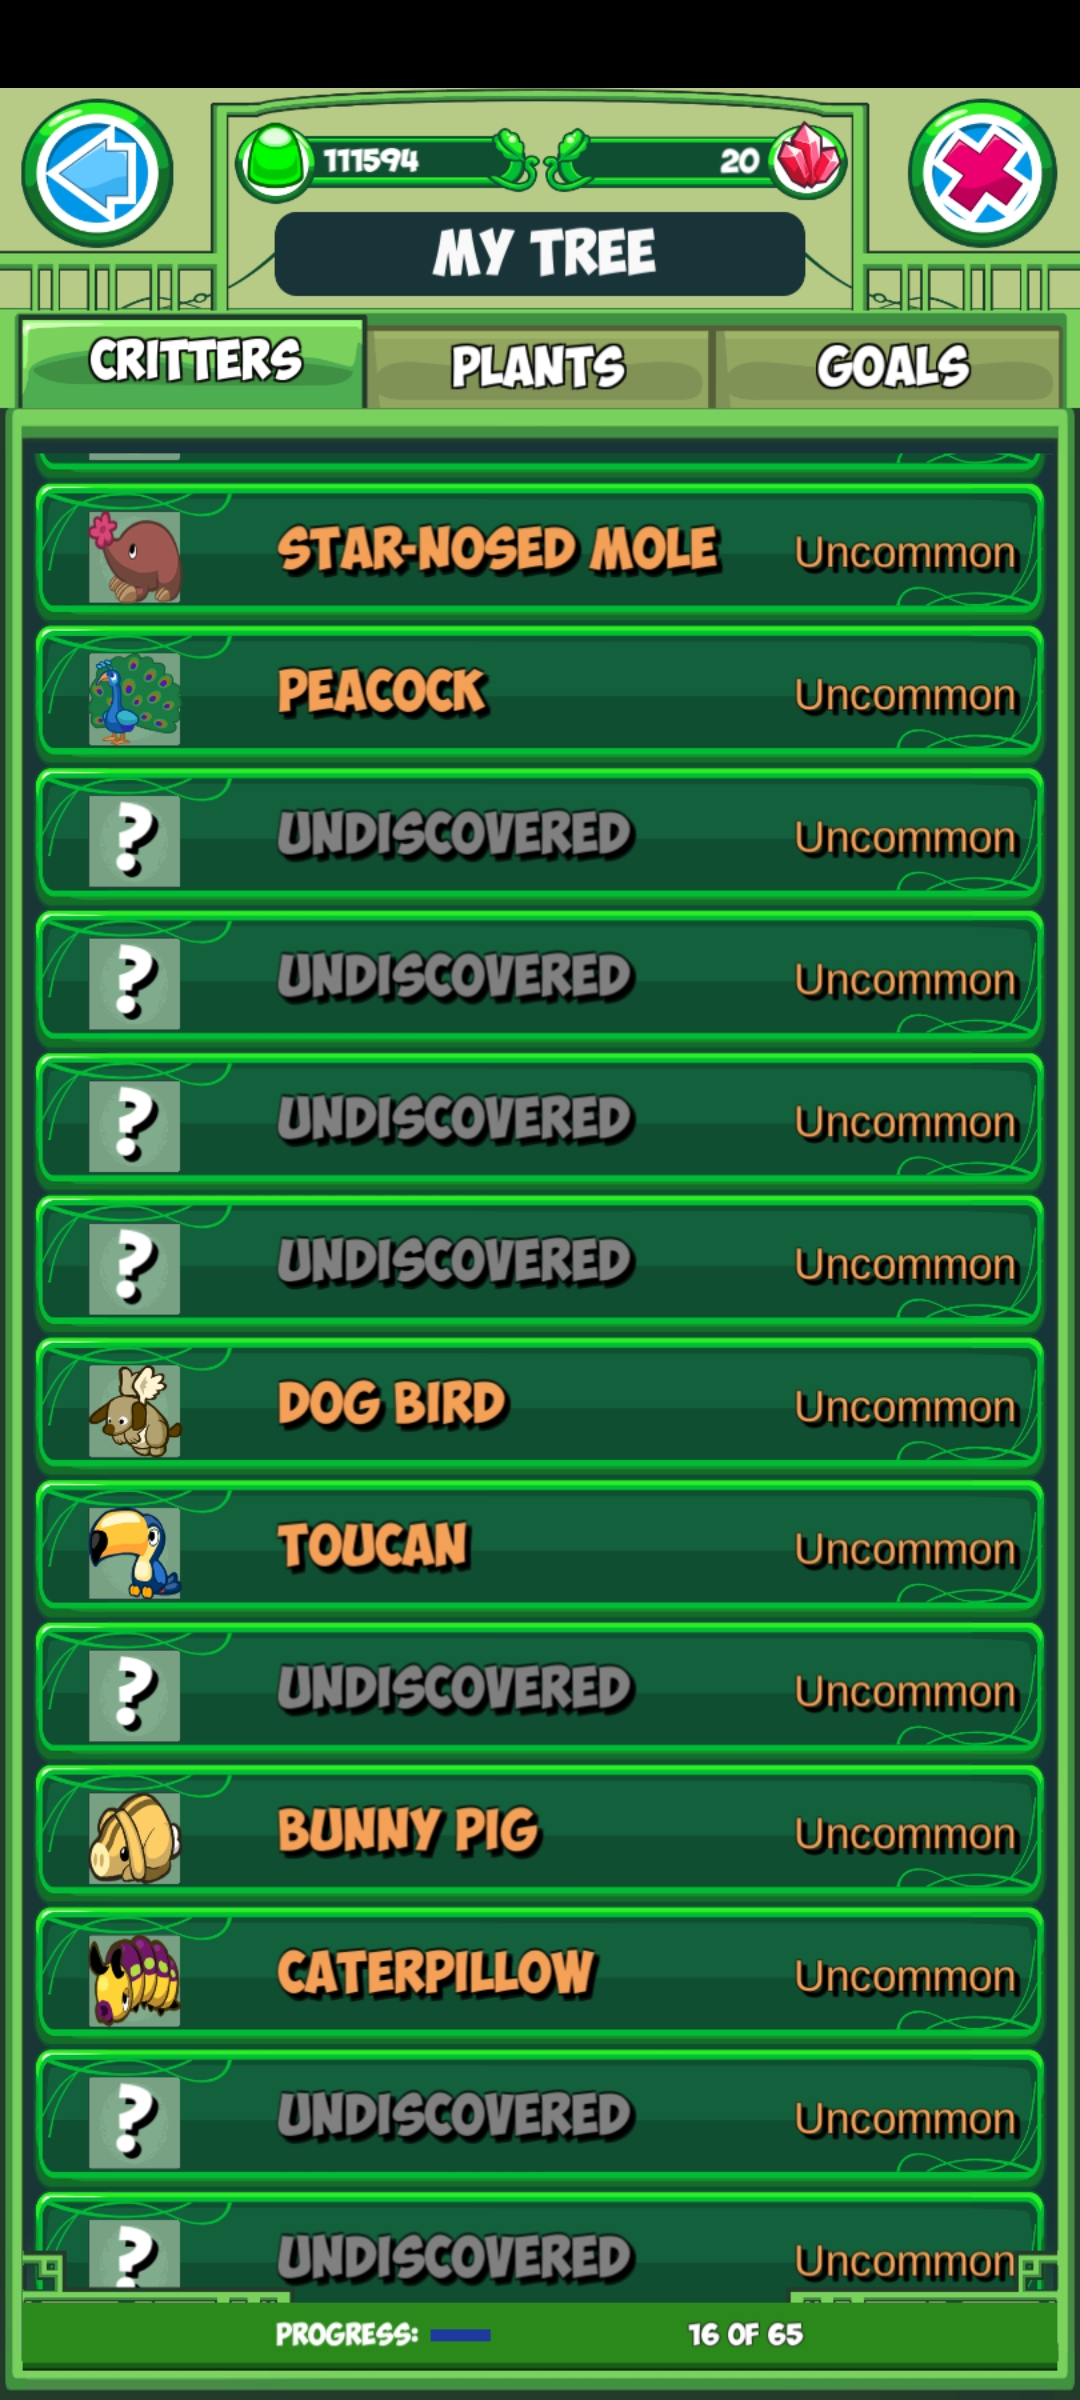 111594
20
MY TREE
CRITTERS
PLANTS
GOALS
STAR-NOSED MOLE Uncommon
PEACOCK Uncommon
? UNDISCOVERED Uncommon
? UNDISCOVERED Uncommon
? UNDISCOVERED Uncommon
? UNDISCOVERED Uncommon
DOG BIRD Uncommon
TOUCAN Uncommon
? UNDISCOVERED Uncommon
BUNNY PIG Uncommon
CATERPILLOW Uncommon
? UNDISCOVERED Uncommon
? UNDISCOVERED Uncommon
PROGRESS: 16 OF 65